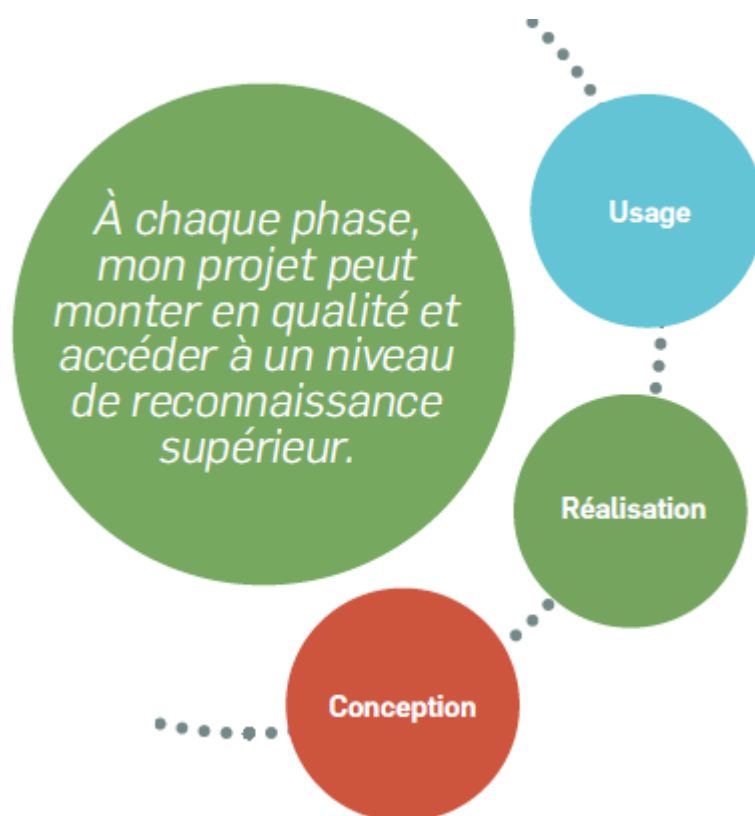 À chaque phase,
mon projet peut
monter en qualité et
accéder à un niveau
de reconnaissance
supérieur.
Usage
Réalisation
Conception